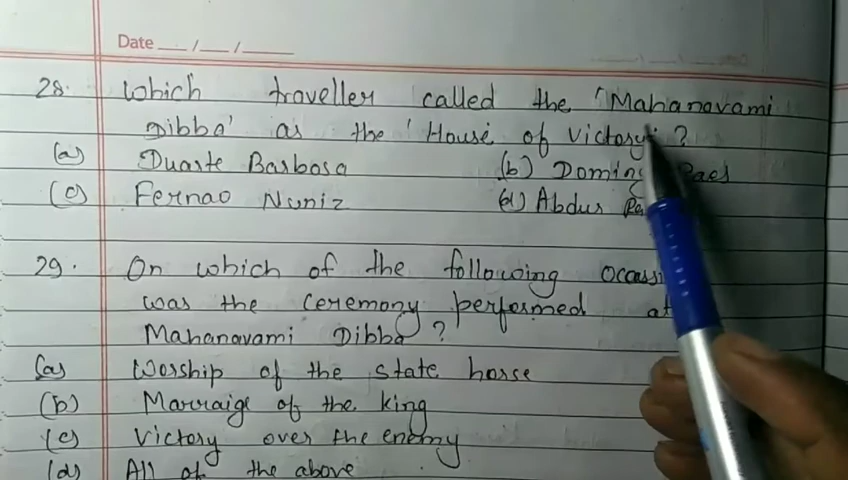 Date __/__/____
28. Which traveller called the 'Mahanavami
Dibba' as the 'House of Victory' ?
(a) Duarte Barbosa (b) Paes
(c) Fernao Nuniz (d) Abdur
29. On which of the following
was the ceremony performed at
Mahanavami Dibba ?
(a) Worship of the state horse
(b) Marraige of the king
(c) Victory over the enemy
(d) All of the above